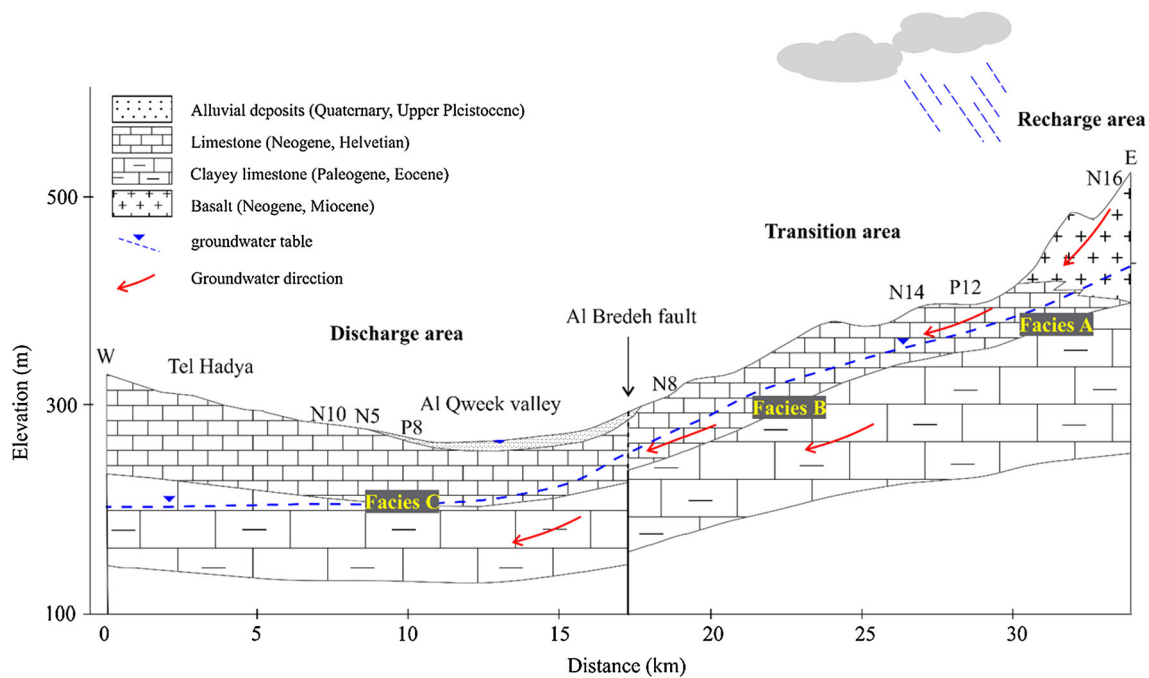 Alluvial deposits (Quaternary, Upper Pleistocene)
Limestone (Neogene, Helvetian)
Clayey limestone (Paleogene, Eocene)
Basalt (Neogene, Miocene)
groundwater table
Groundwater direction
Recharge area
E
N16
Transition area
N14
P12
Al Bredeh fault
Discharge area
W
Tel Hadya
N10
N5
P8
Al Qweek valley
N8
Facies A
Facies B
Facies C
Elevation (m)
500
300
100
0
5
10
15
20
25
30
Distance (km)